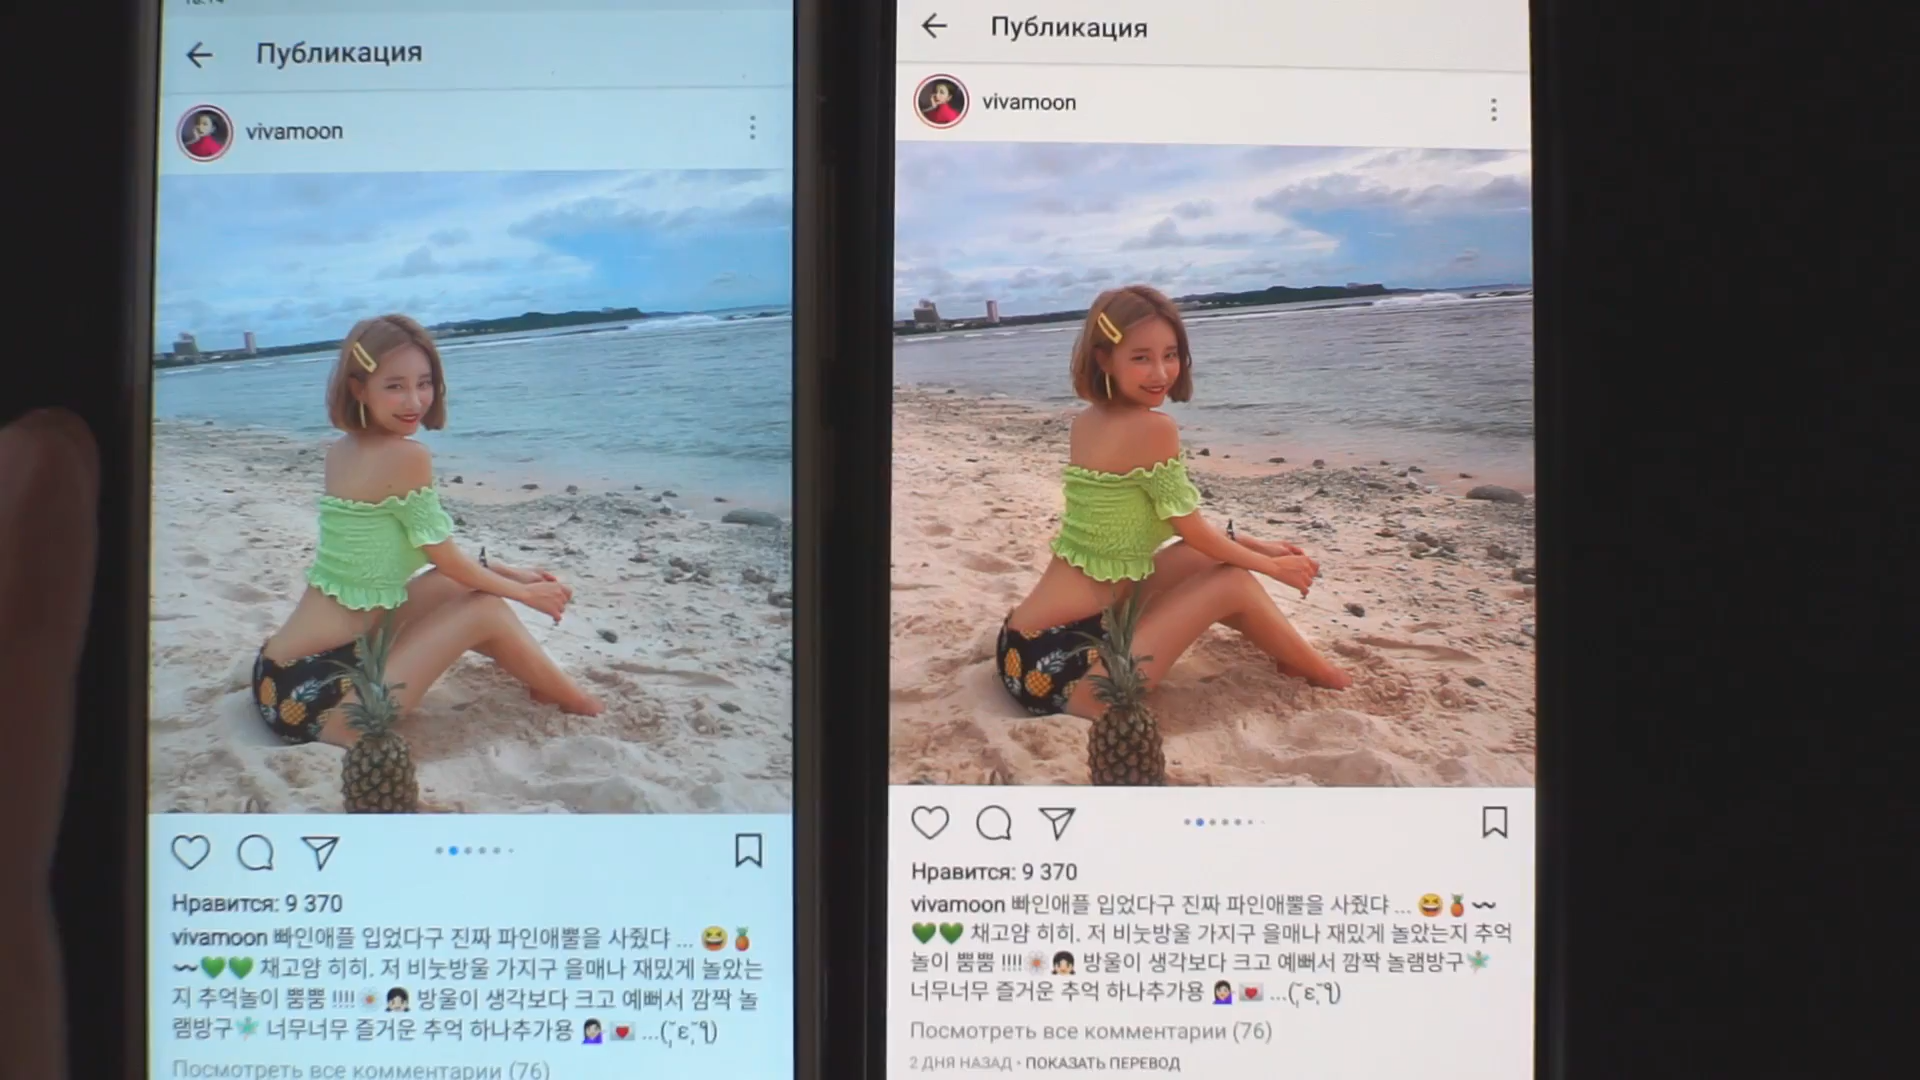 Публикация
vivamoon
Нравится: 9 370
vivamoon 빠인애플 입었다구 진짜 파인애뿔을 사줬댜 ... 😆🍍
〰️💚💚 채고얌 히히. 저 비눗방울 가지구 을매나 재밌게 놀았는
지 추억놀이 뿜뿜 !!!!🌸👧🏻 방울이 생각보다 크고 예뻐서 깜짝 놀
램방구🧚‍♂️ 너무너무 즐거운 추억 하나추가용 💁🏻‍♀️💌 ...(˘̩ε˘̩ƪ)
Посмотреть все комментарии (76)
Публикация
vivamoon
Нравится: 9 370
vivamoon 빠인애플 입었다구 진짜 파인애뿔을 사줬댜 ... 😆🍍〰️
💚💚 채고얌 히히. 저 비눗방울 가지구 을매나 재밌게 놀았는지 추억
놀이 뿜뿜 !!!!🌸👧🏻 방울이 생각보다 크고 예뻐서 깜짝 놀램방구🧚‍♂️
너무너무 즐거운 추억 하나추가용 💁🏻‍♀️💌 ...(˘̩ε˘̩ƪ)
Посмотреть все комментарии (76)
2 ДНЯ НАЗАД • ПОКАЗАТЬ ПЕРЕВОД